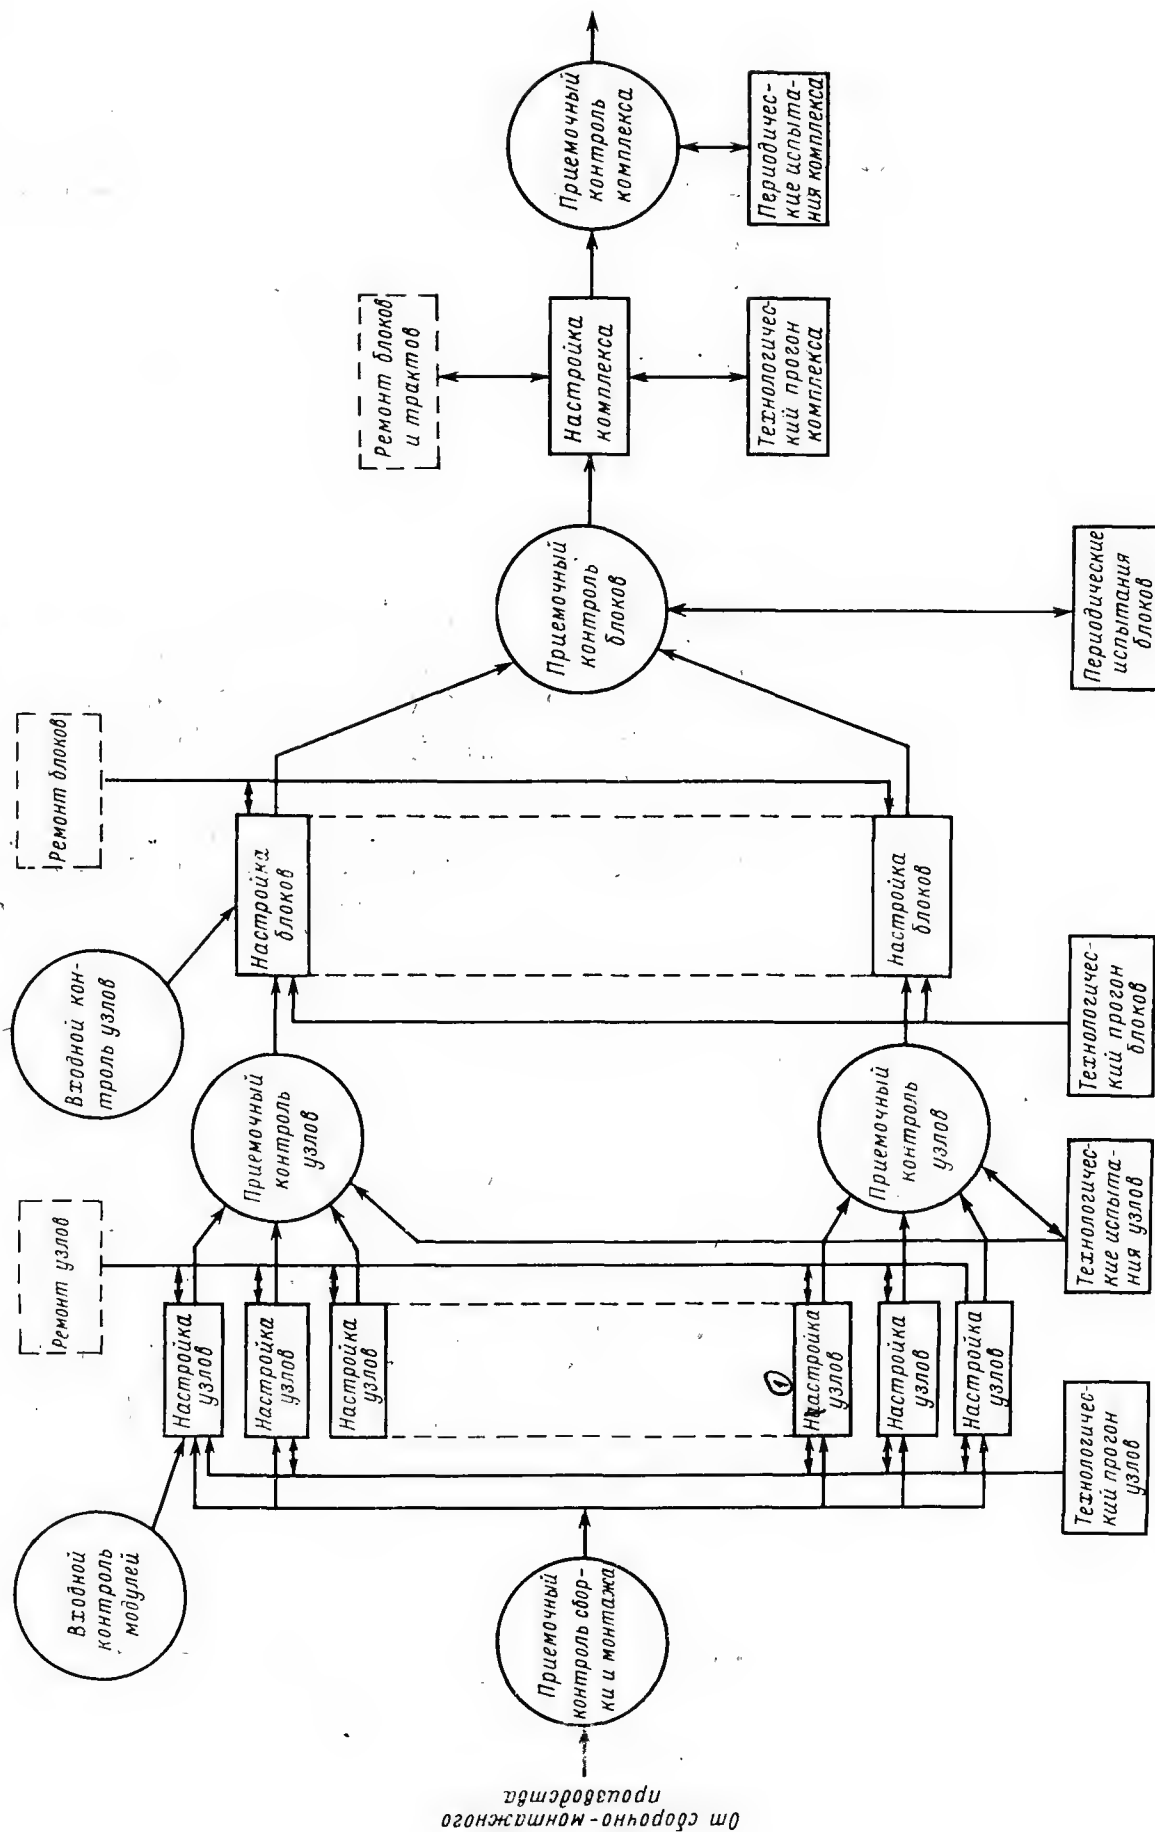 От сборочно-монтажного
производства
Приемочный
контроль сбор-
ки и монтажа
Входной
контроль
модулей
Настройка
узлов
Настройка
узлов
Настройка
узлов
①
Настройка
узлов
Настройка
узлов
Настройка
узлов
Технологичес-
кий прогон
узлов
Ремонт узлов
Технологичес-
кие испыта-
ния узлов
Приемочный
контроль
узлов
Приемочный
контроль
узлов
Входной кон-
троль узлов
Технологичес-
кий прогон
блоков
Настройка
блоков
настройка
блоков
Ремонт блоков
Приемочный
контроль
блоков
Периодические
испытания
блоков
Ремонт блоков
и трактов
Настройка
комплекса
Технологичес-
кий прогон
комплекса
Приемочный
контроль
комплекса
Периодичес-
кие испыта-
ния комплекса